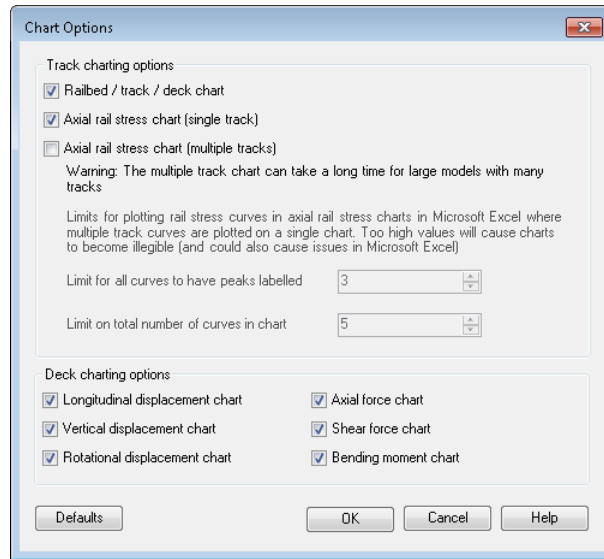 Chart Options
Track charting options
Railbed / track / deck chart
Axial rail stress chart (single track)
Axial rail stress chart (multiple tracks)
Warning: The multiple track chart can take a long time for large models with many
tracks
Limits for plotting rail stress curves in axial rail stress charts in Microsoft Excel where
multiple track curves are plotted on a single chart. Too high values will cause charts
to become illegible (and could also cause issues in Microsoft Excel)
Limit for all curves to have peaks labelled 3
Limit on total number of curves in chart 5
Deck charting options
Longitudinal displacement chart Axial force chart
Vertical displacement chart Shear force chart
Rotational displacement chart Bending moment chart
Defaults OK Cancel Help